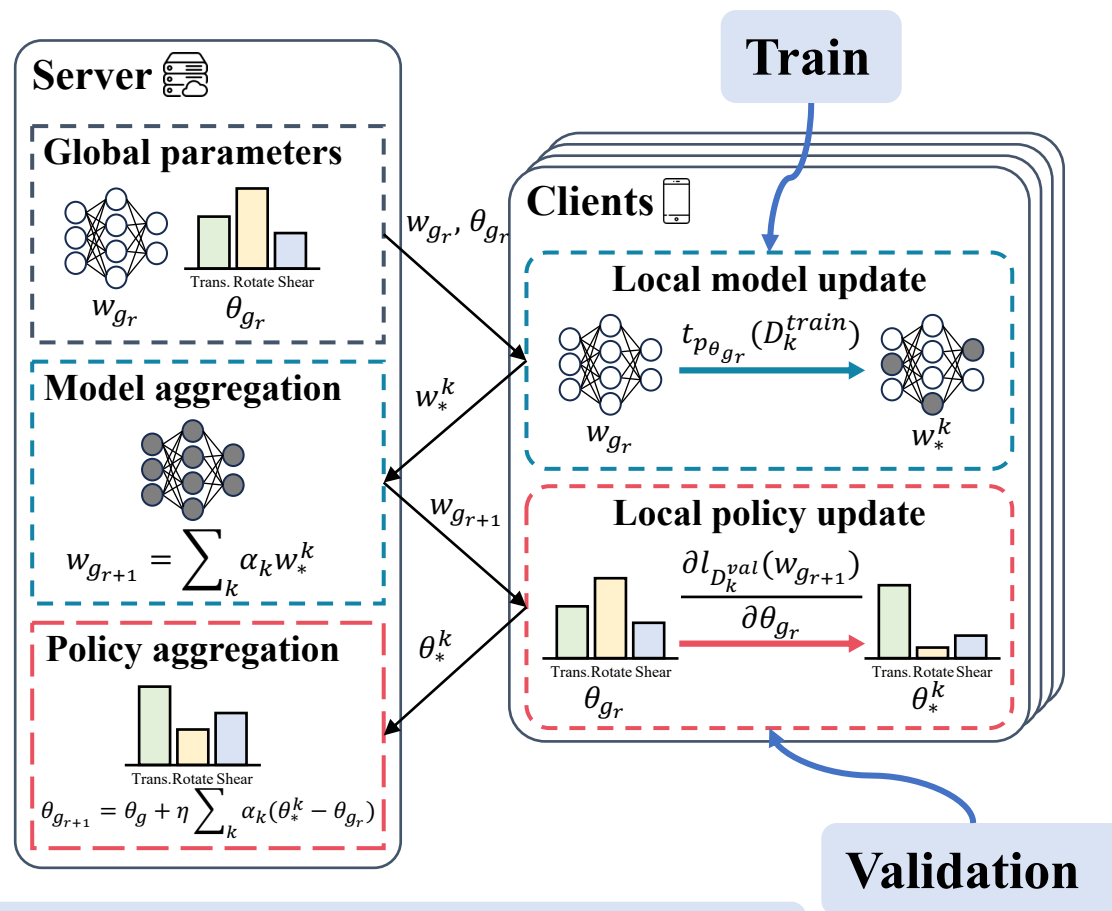 Train
Server
Global parameters
Trans. Rotate Shear
w_{g_r}
θ_{g_r}
w_{g_r}, θ_{g_r}
Clients
Local model update
t_{p_{θ_{g_r}}}(D_k^{train})
w_{g_r}
w_*^k
Model aggregation
w_*^k
w_{g_{r+1}} = ∑_k α_k w_*^k
w_{g_{r+1}}
Local policy update
∂l_{D_k^{val}}(w_{g_{r+1}})
∂θ_{g_r}
Trans. Rotate Shear
θ_{g_r}
Trans. Rotate Shear
θ_*^k
Policy aggregation
θ_*^k
Trans. Rotate Shear
θ_{g_{r+1}} = θ_g + η ∑_k α_k(θ_*^k − θ_{g_r})
Validation